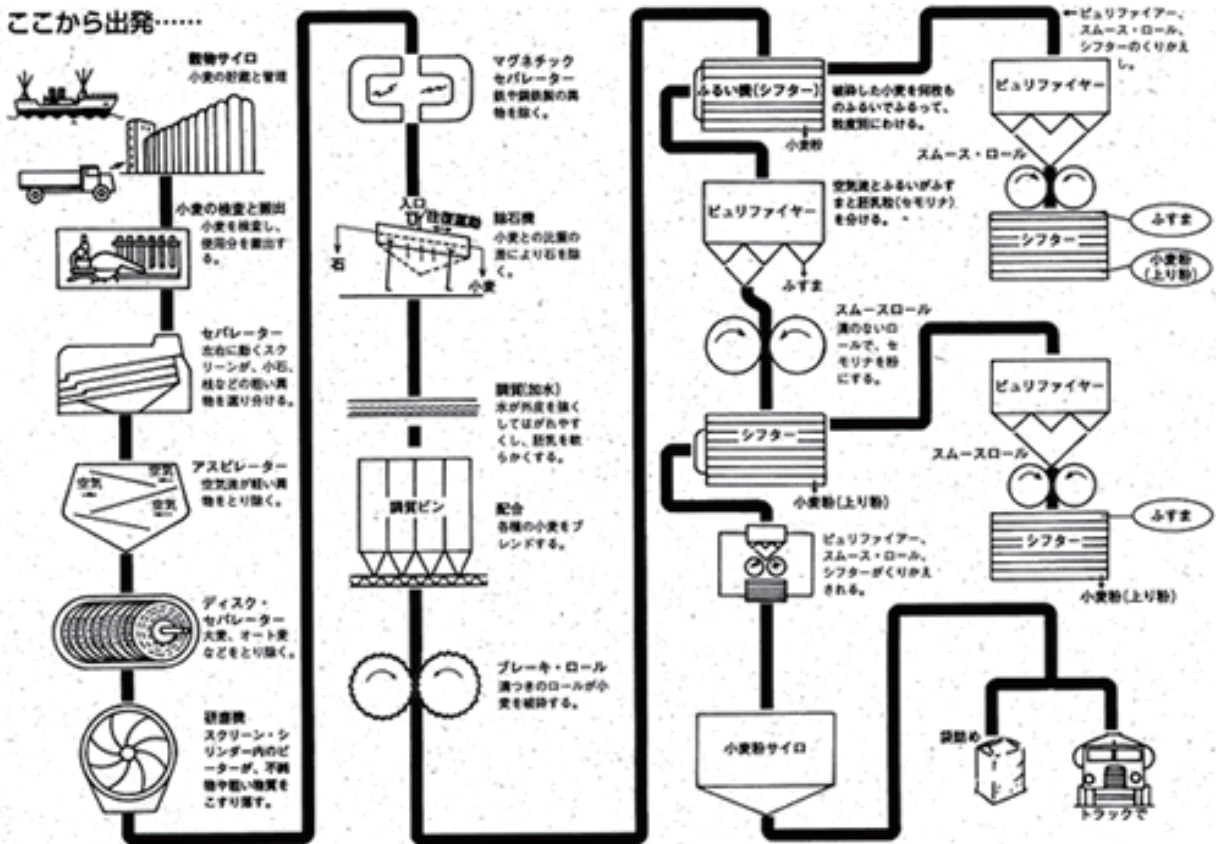 ここから出発……
穀物サイロ
小麦の貯蔵と管理
小麦の検査と搬出
小麦を検査し、
使用分を搬出す
る。
セパレーター
左右に動くスク
リーンが、小石、
枝などの粗い異
物を選り分ける。
アスピレーター
空気流が軽い異
物をとり除く。
空気
空気
空気
ディスク・
セパレーター
大麦、オート麦
などをとり除く。
研磨機
スクリーン・シ
リンダー内のビ
ーターが、不純
物や粗い物質を
こすり落す。
マグネチック
セパレーター
鉄や鋼鉄製の異
物を除く。
入口
往復運動
除石機
小麦との比重の
差により石を除
く。
石
小麦
調質(加水)
水が外皮を強く
してはがれやす
くし、胚乳を軟
らかくする。
調質ビン
配合
各種の小麦をブ
レンドする。
ブレーキ・ロール
溝つきのロールが小
麦を破砕する。
ふるい機(シフター)
破砕した小麦を何枚も
のふるいでふるって、
粒度別にわける。
小麦粉
ピュリファイヤー
空気流とふるいがふす
まと胚乳粒(セモリナ)
を分ける。
ふすま
スムースロール
溝のないロ
ールで、セ
モリナを粉
にする。
シフター
小麦粉(上り粉)
ピュリファイアー、
スムース・ロール、
シフターがくりかえ
される。
小麦粉サイロ
ピュリファイアー、
スムース・ロール、
シフターのくりかえ
し。
ピュリファイヤー
スムース・ロール
シフター
ふすま
小麦粉
(上り粉)
ピュリファイヤー
スムースロール
シフター
ふすま
小麦粉(上り粉)
袋詰め
トラックで